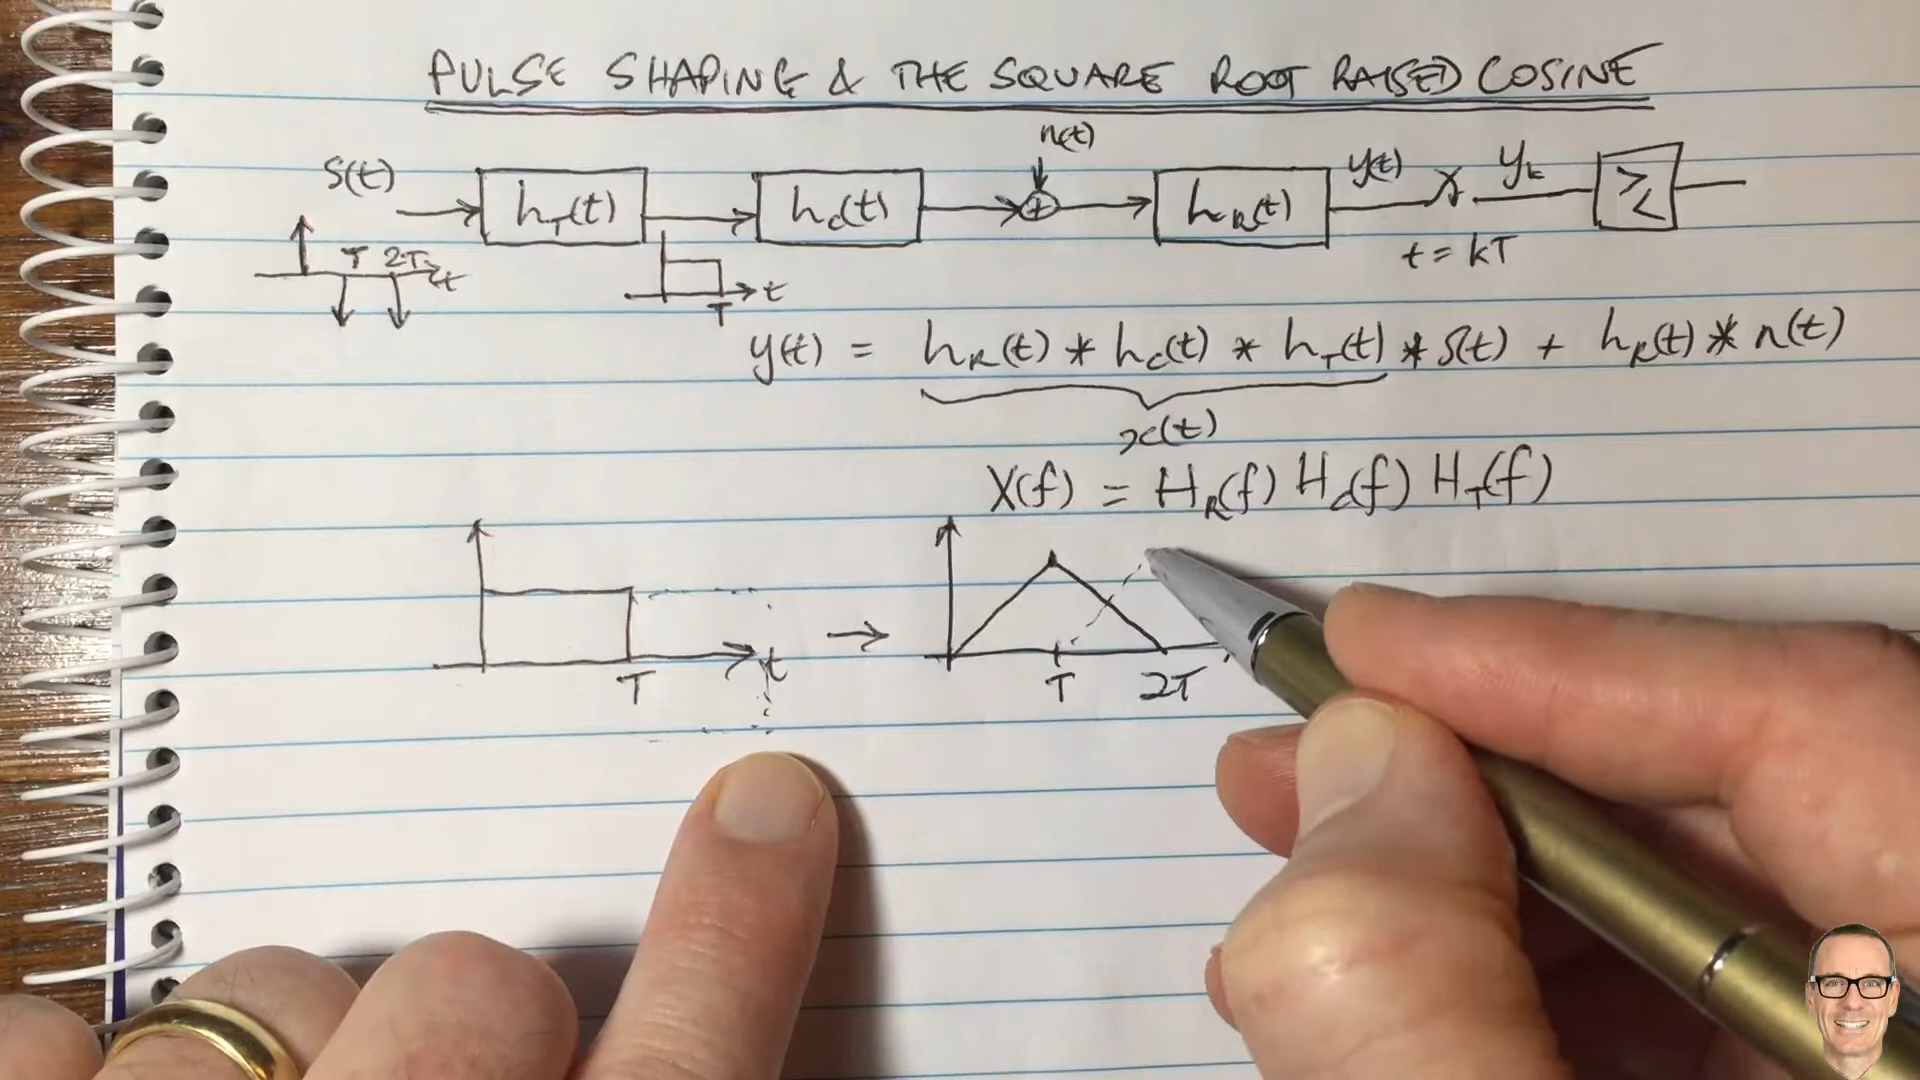 PULSE SHAPING & THE SQUARE ROOT RAISED COSINE
n(t)
s(t) h_T(t) h_c(t) + h_R(t) y(t) y_k ><
T 2T t
t = kT
T t
y(t) = h_R(t) * h_c(t) * h_T(t) * s(t) + h_R(t) * n(t)
x(t)
X(f) = H_R(f) H_c(f) H_T(f)
T t T 2T